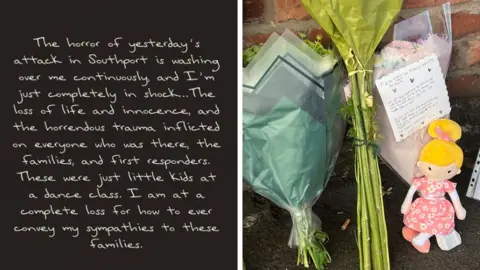 The horror of yesterday's
attack in Southport is washing
over me continuously, and I'm
just completely in shock...The
loss of life and innocence, and
the horrendous trauma inflicted
on everyone who was there, the
families, and first responders.
These were just little kids at
a dance class. I am at a
complete loss for how to ever
convey my sympathies to these
families.